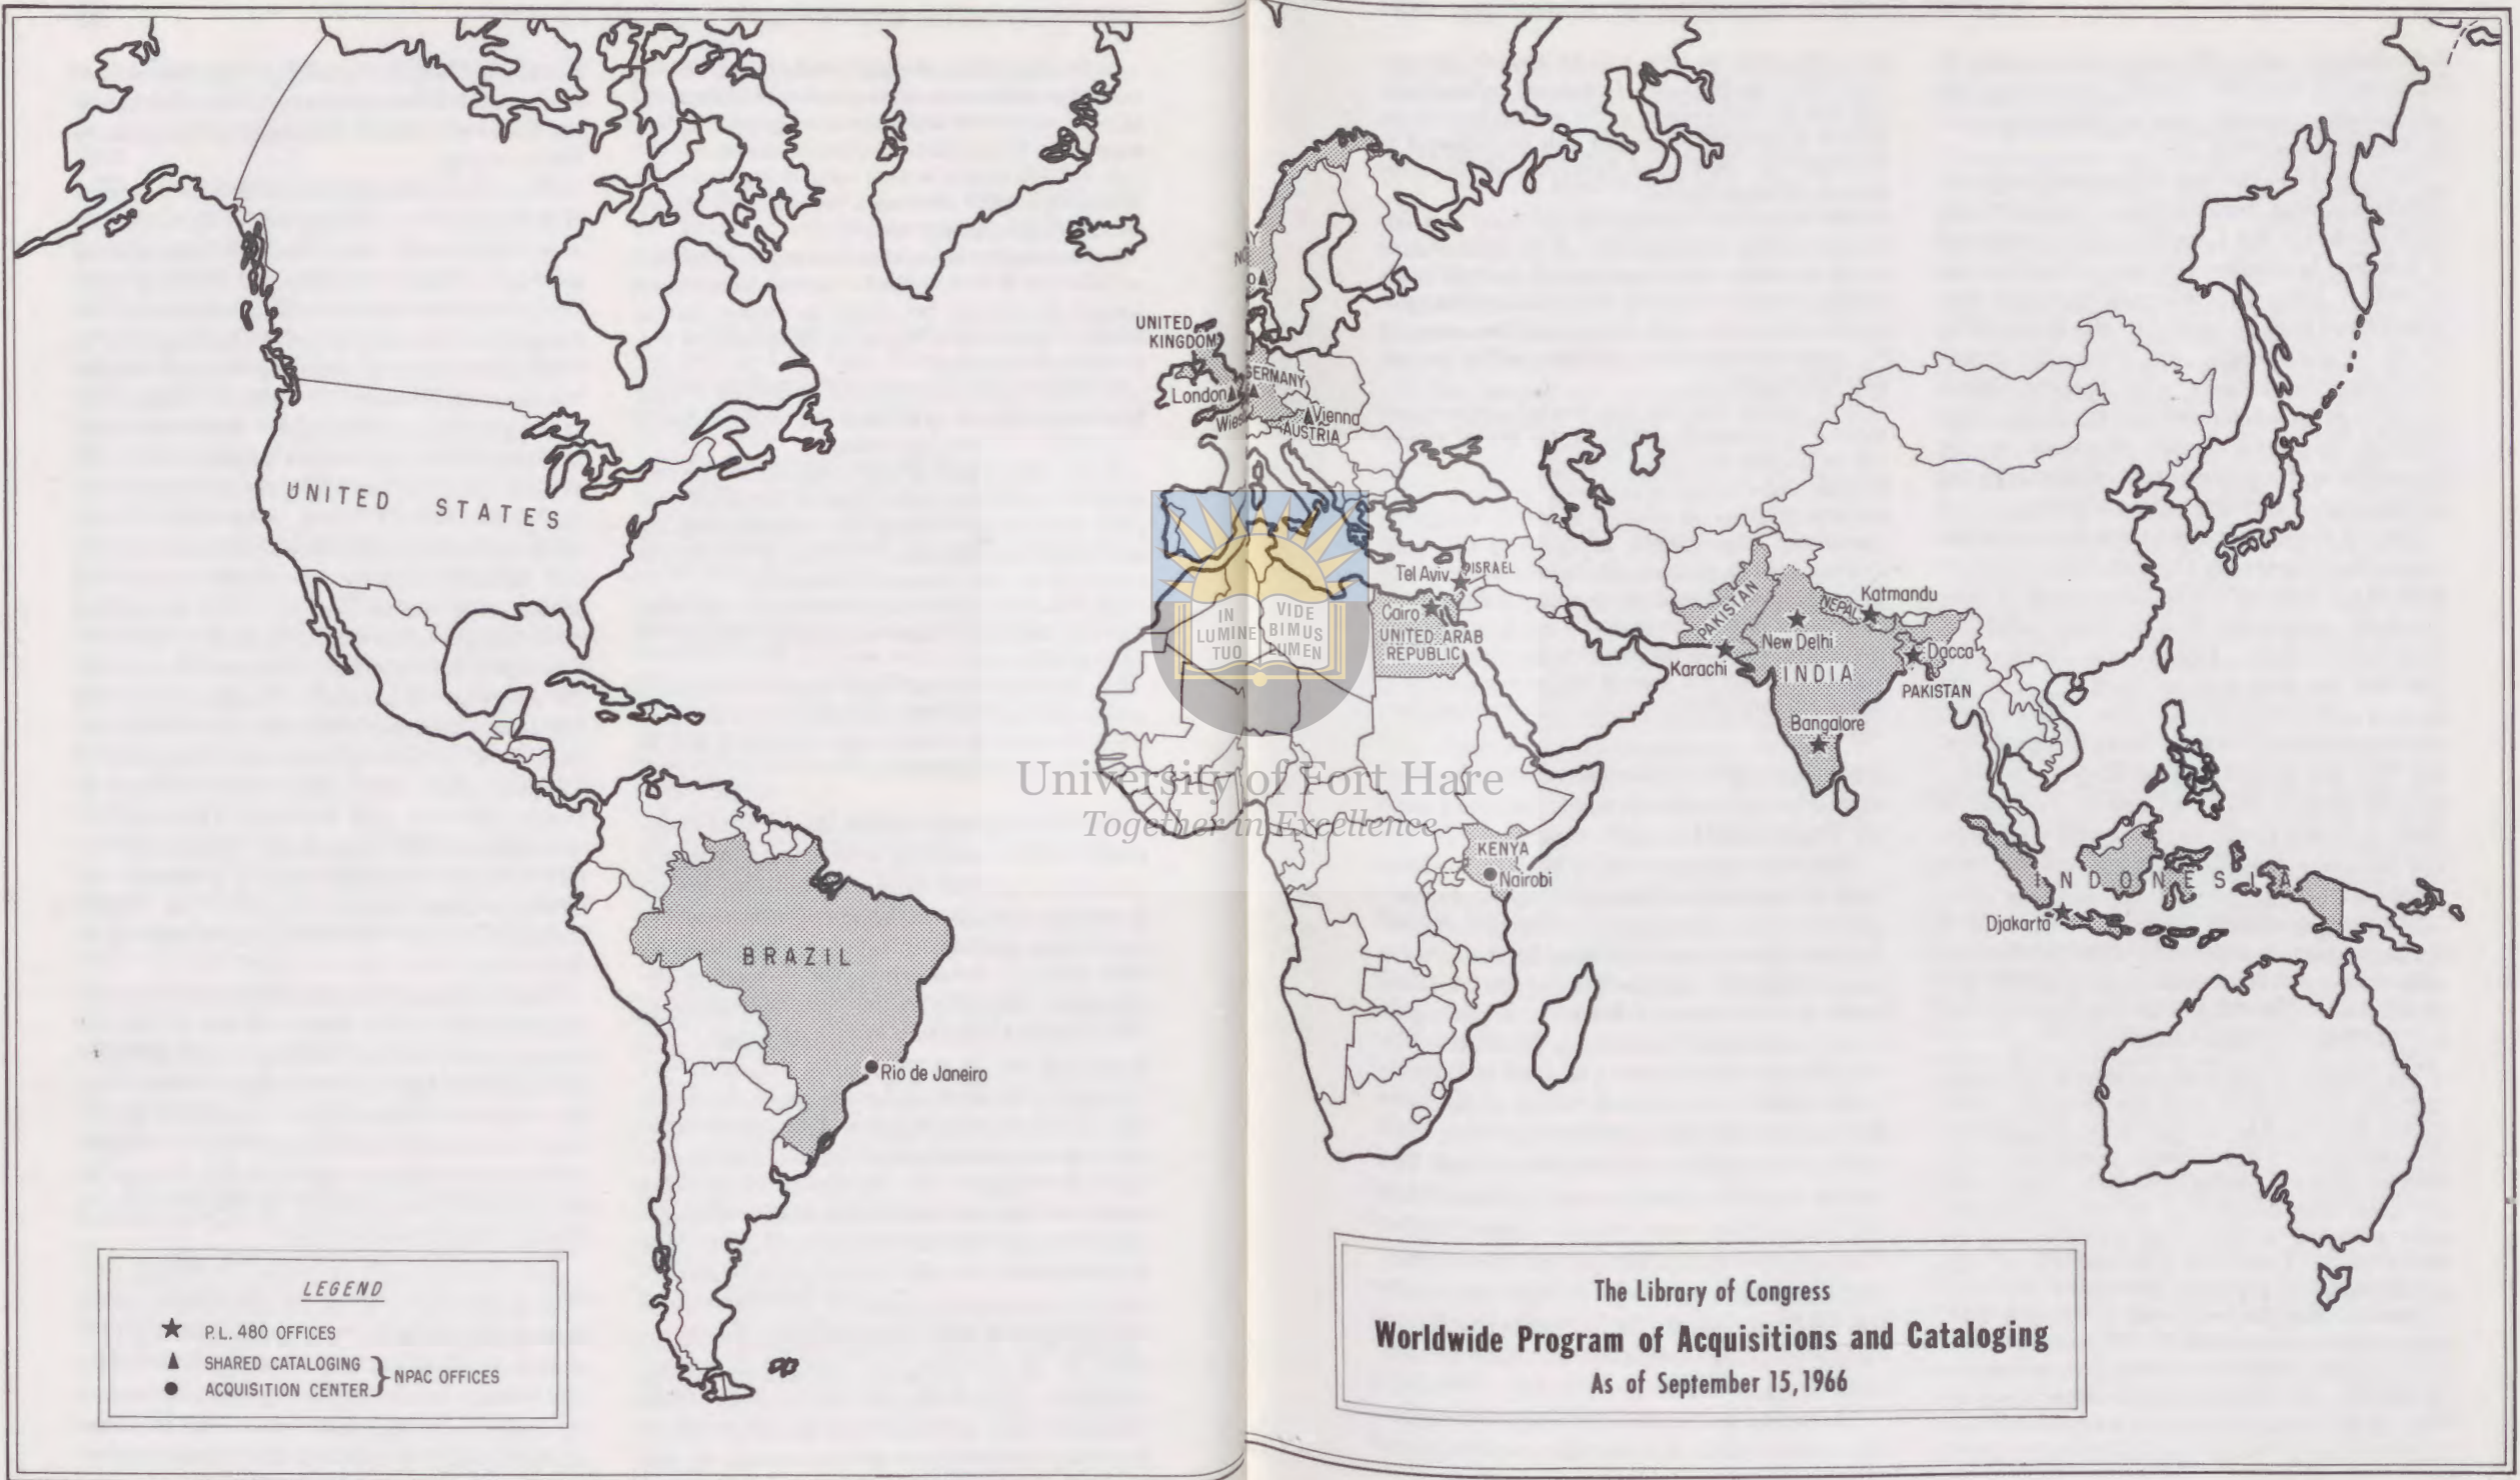 UNITED STATES
BRAZIL
Rio de Janeiro
UNITED
KINGDOM
London
GERMANY
Vienna
AUSTRIA
Tel Aviv
ISRAEL
Cairo
UNITED ARAB
REPUBLIC
KENYA
Nairobi
PAKISTAN
Karachi
New Delhi
NEPAL
Katmandu
INDIA
Dacca
PAKISTAN
Bangalore
INDONESIA
Djakarta
IN
LUMINE
TUO
VIDE
BIMUS
LUMEN
University of Fort Hare
Together in Excellence
LEGEND
P.L. 480 OFFICES
SHARED CATALOGING
ACQUISITION CENTER
NPAC OFFICES
The Library of Congress
Worldwide Program of Acquisitions and Cataloging
As of September 15, 1966